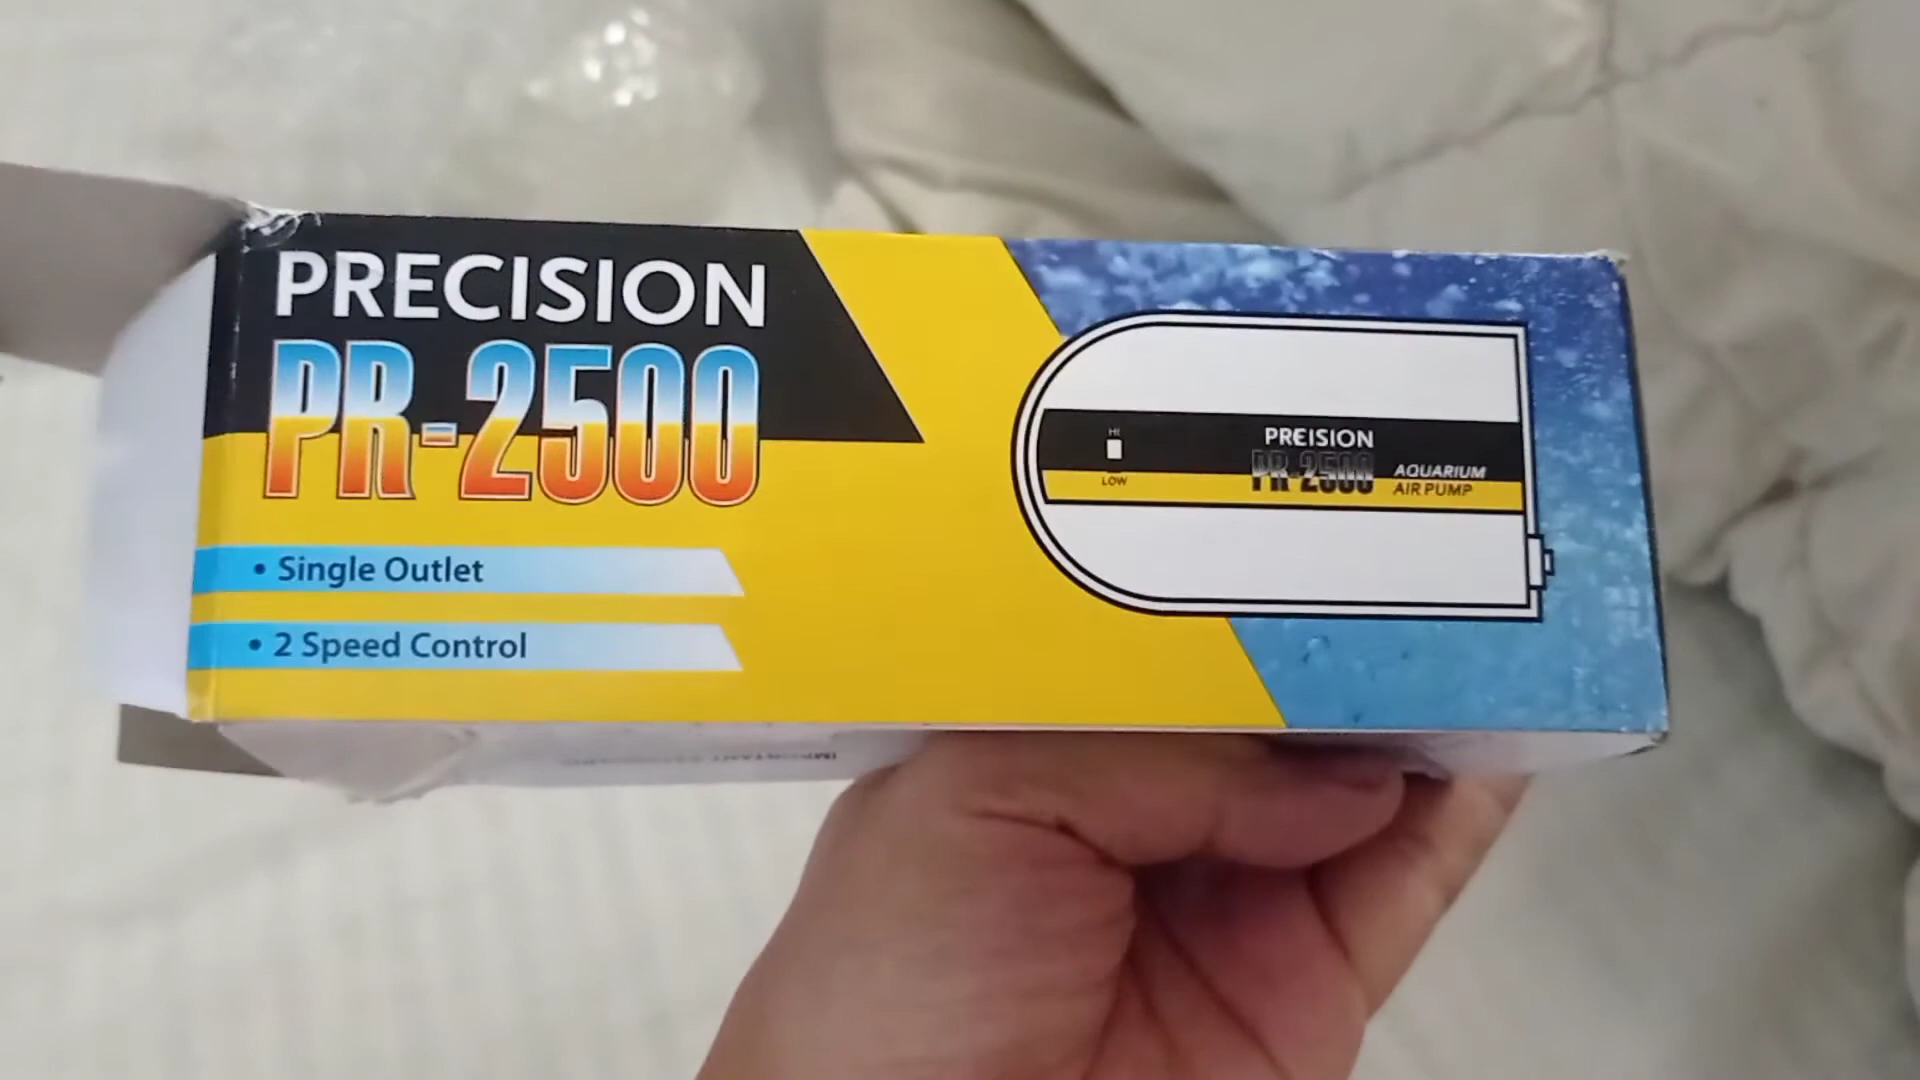 PRECISION
PR-2500
• Single Outlet
• 2 Speed Control
HI
LOW
PREISION
PR-2500
AQUARIUM
AIR PUMP